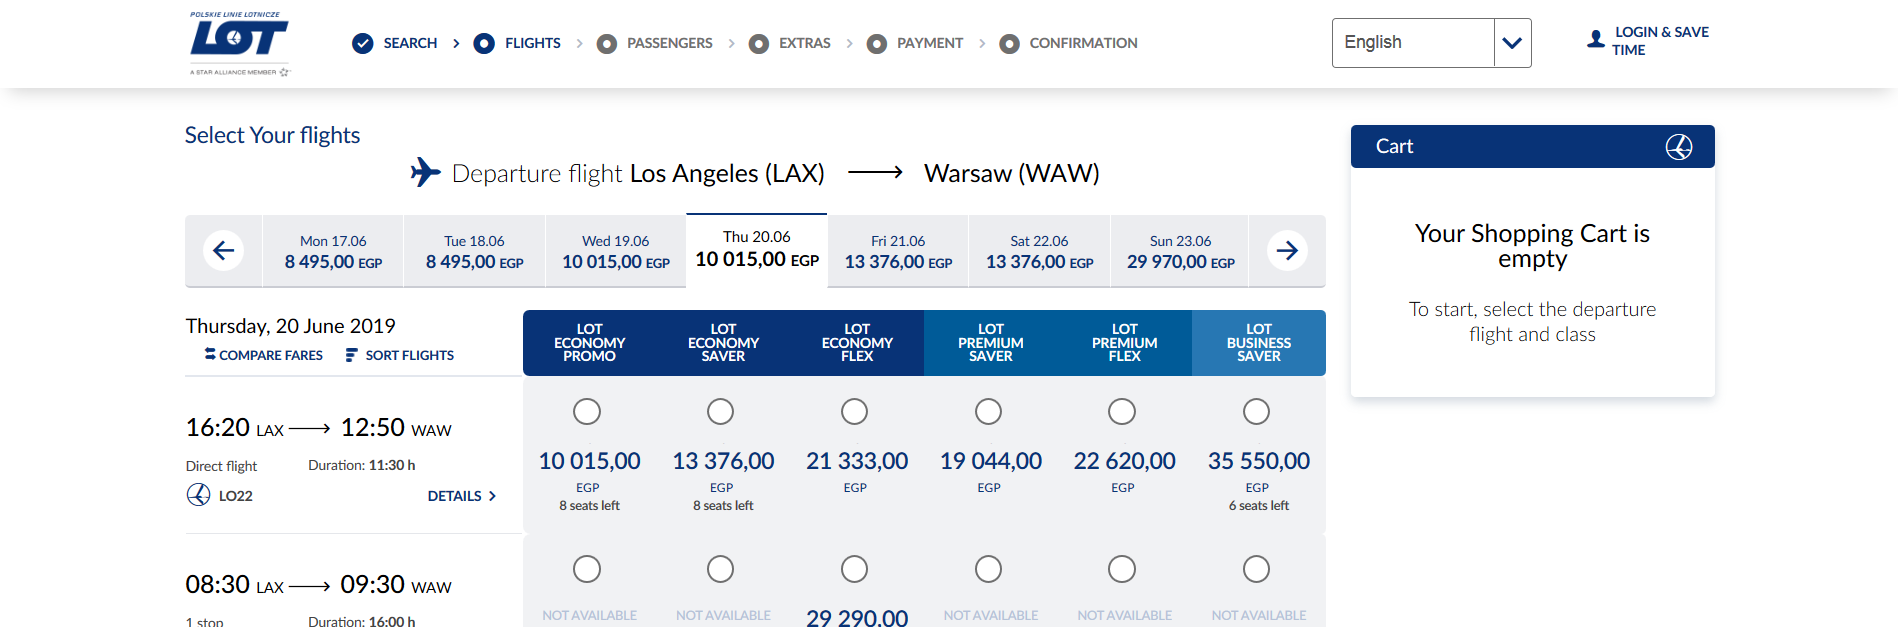 POLSKIE LINIE LOTNICZE
LOT
A STAR ALLIANCE MEMBER
SEARCH
FLIGHTS
PASSENGERS
EXTRAS
PAYMENT
CONFIRMATION
English
LOGIN & SAVE
TIME
Select Your flights
Departure flight Los Angeles (LAX) Warsaw (WAW)
Mon 17.06
8 495,00 EGP
Tue 18.06
8 495,00 EGP
Wed 19.06
10 015,00 EGP
Thu 20.06
10 015,00 EGP
Fri 21.06
13 376,00 EGP
Sat 22.06
13 376,00 EGP
Sun 23.06
29 970,00 EGP
Cart
Your Shopping Cart is
empty
To start, select the departure
flight and class
Thursday, 20 June 2019
COMPARE FARES
SORT FLIGHTS
LOT
ECONOMY
PROMO
LOT
ECONOMY
SAVER
LOT
ECONOMY
FLEX
LOT
PREMIUM
SAVER
LOT
PREMIUM
FLEX
LOT
BUSINESS
SAVER
16:20 LAX 12:50 WAW
Direct flight
Duration: 11:30 h
LO22
DETAILS
10 015,00
EGP
8 seats left
13 376,00
EGP
8 seats left
21 333,00
EGP
19 044,00
EGP
22 620,00
EGP
35 550,00
EGP
6 seats left
08:30 LAX 09:30 WAW
1 stop
Duration: 16:00 h
NOT AVAILABLE
NOT AVAILABLE
29 290,00
NOT AVAILABLE
NOT AVAILABLE
NOT AVAILABLE